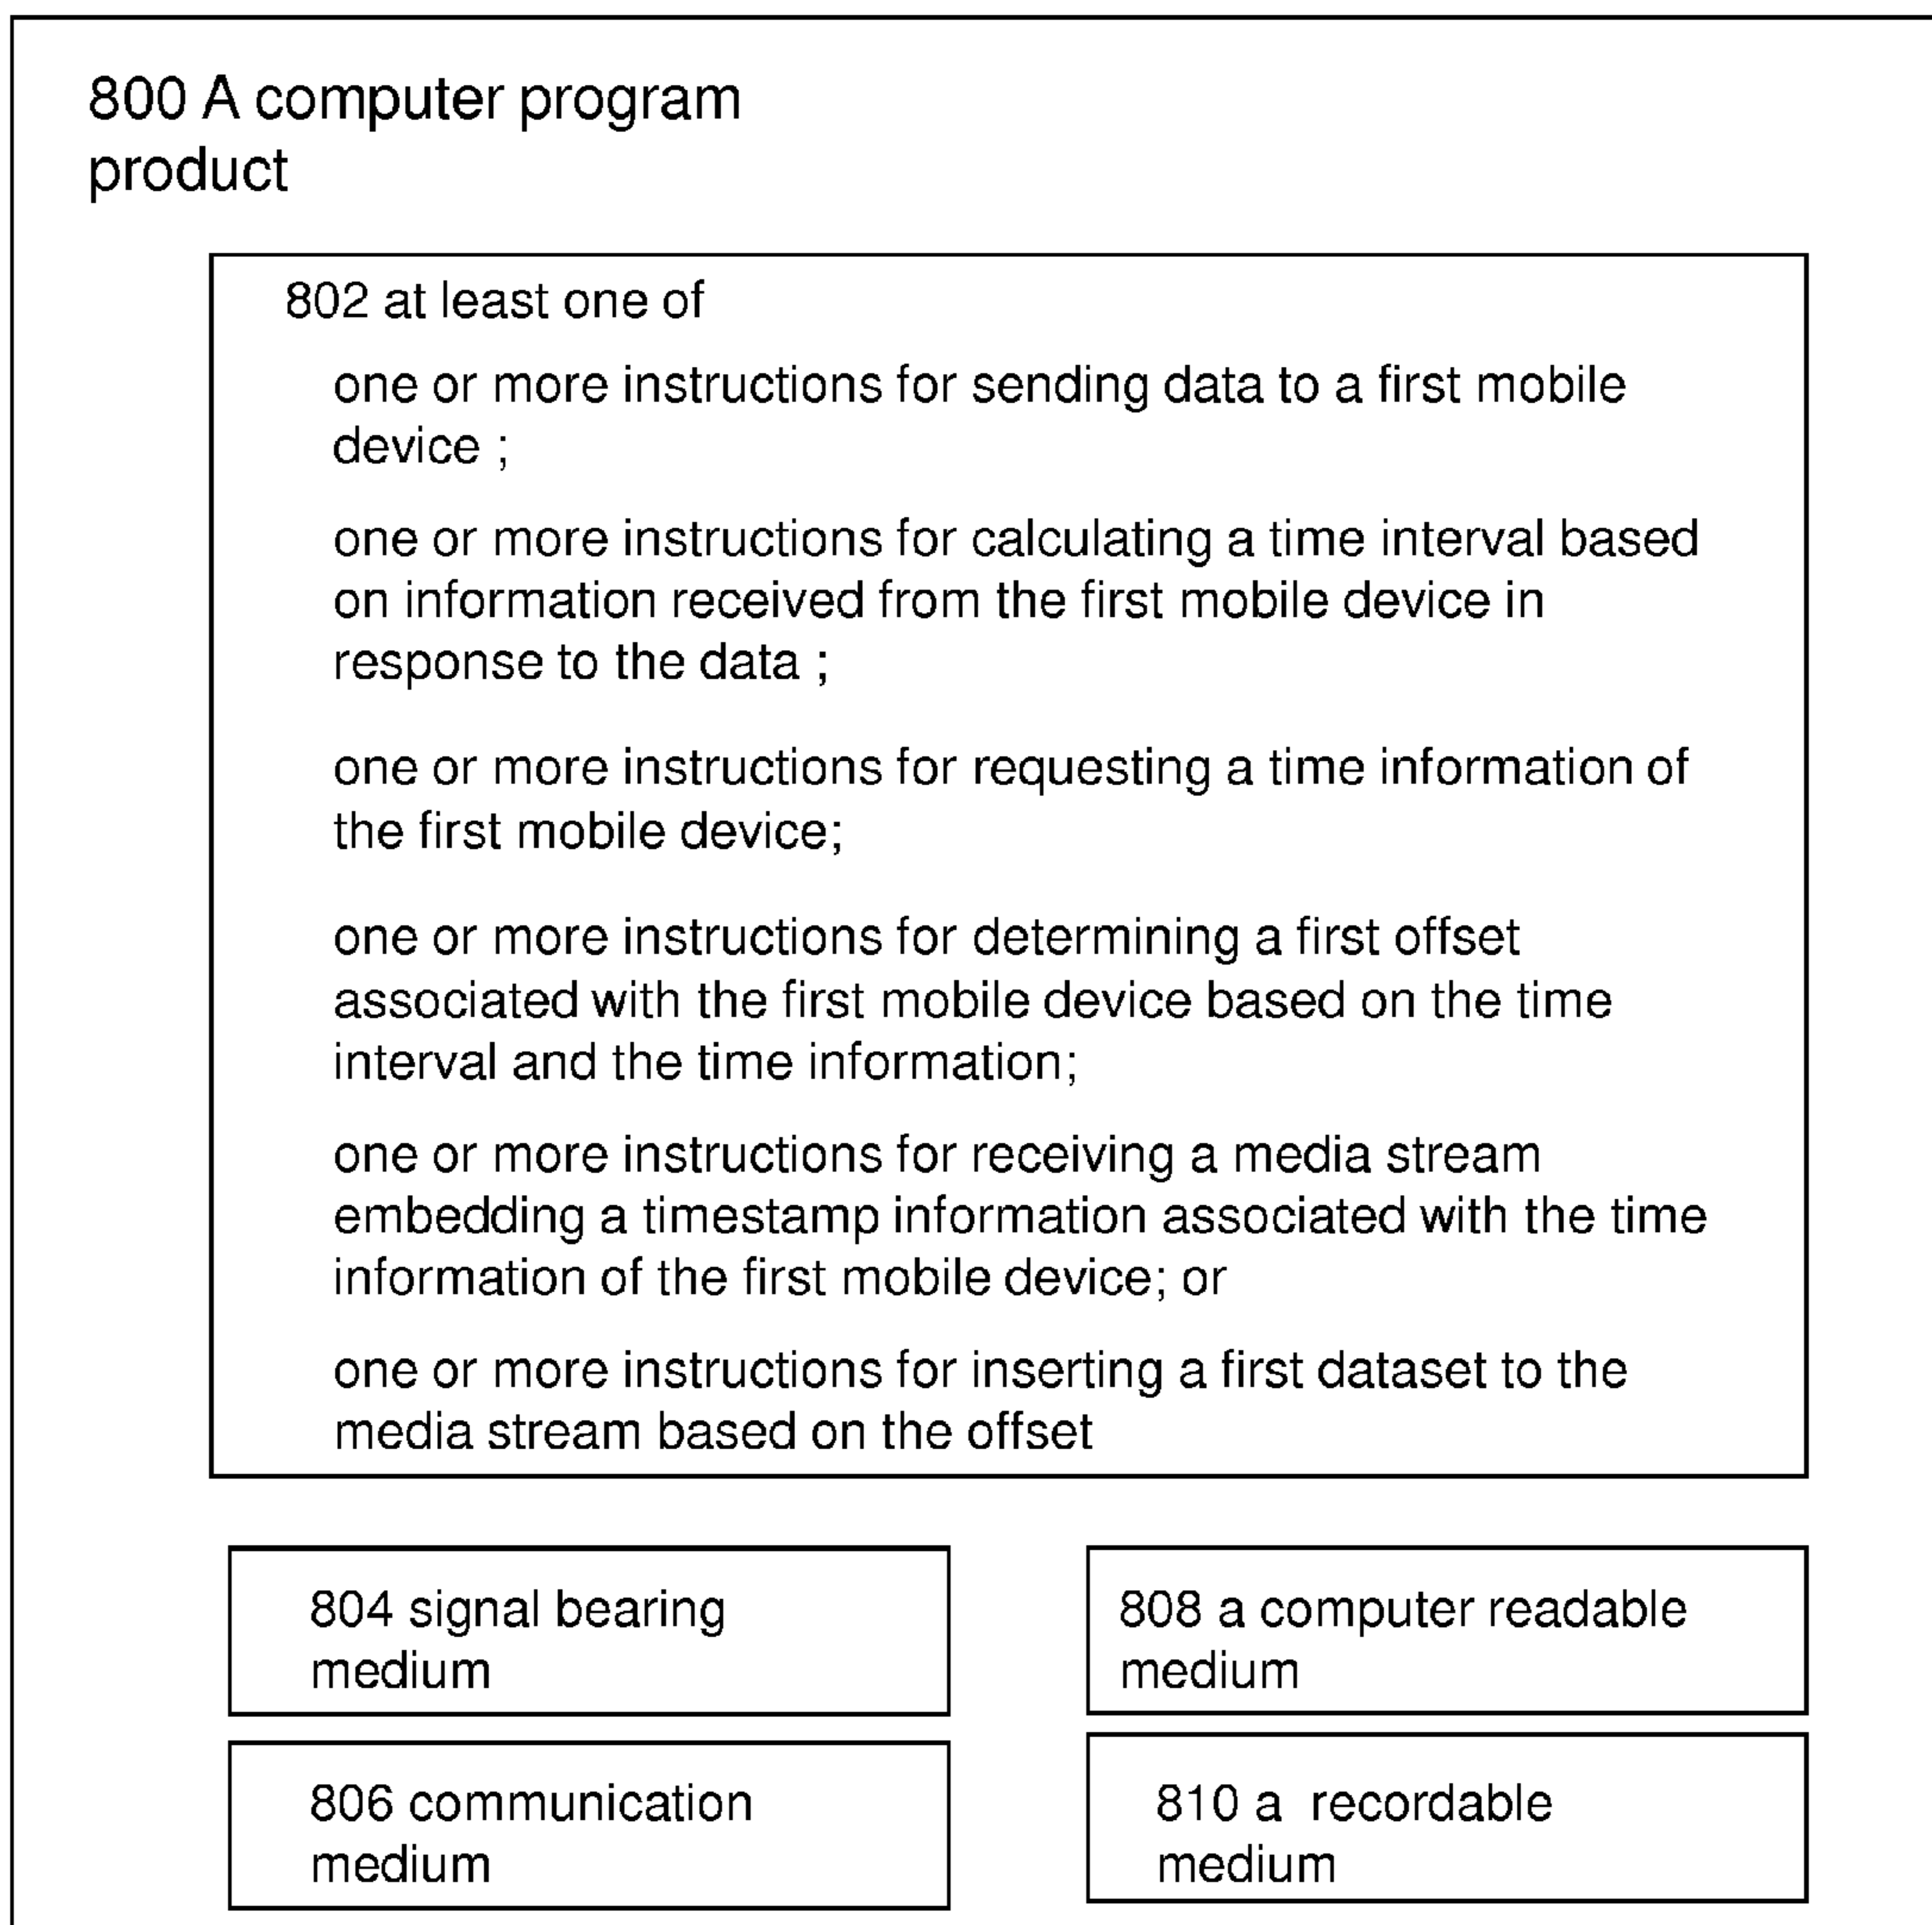 800 A computer program
product
802 at least one of
one or more instructions for sending data to a first mobile
device ;
one or more instructions for calculating a time interval based
on information received from the first mobile device in
response to the data ;
one or more instructions for requesting a time information of
the first mobile device;
one or more instructions for determining a first offset
associated with the first mobile device based on the time
interval and the time information;
one or more instructions for receiving a media stream
embedding a timestamp information associated with the time
information of the first mobile device; or
one or more instructions for inserting a first dataset to the
media stream based on the offset
804 signal bearing
medium
806 communication
medium
808 a computer readable
medium
810 a  recordable
medium